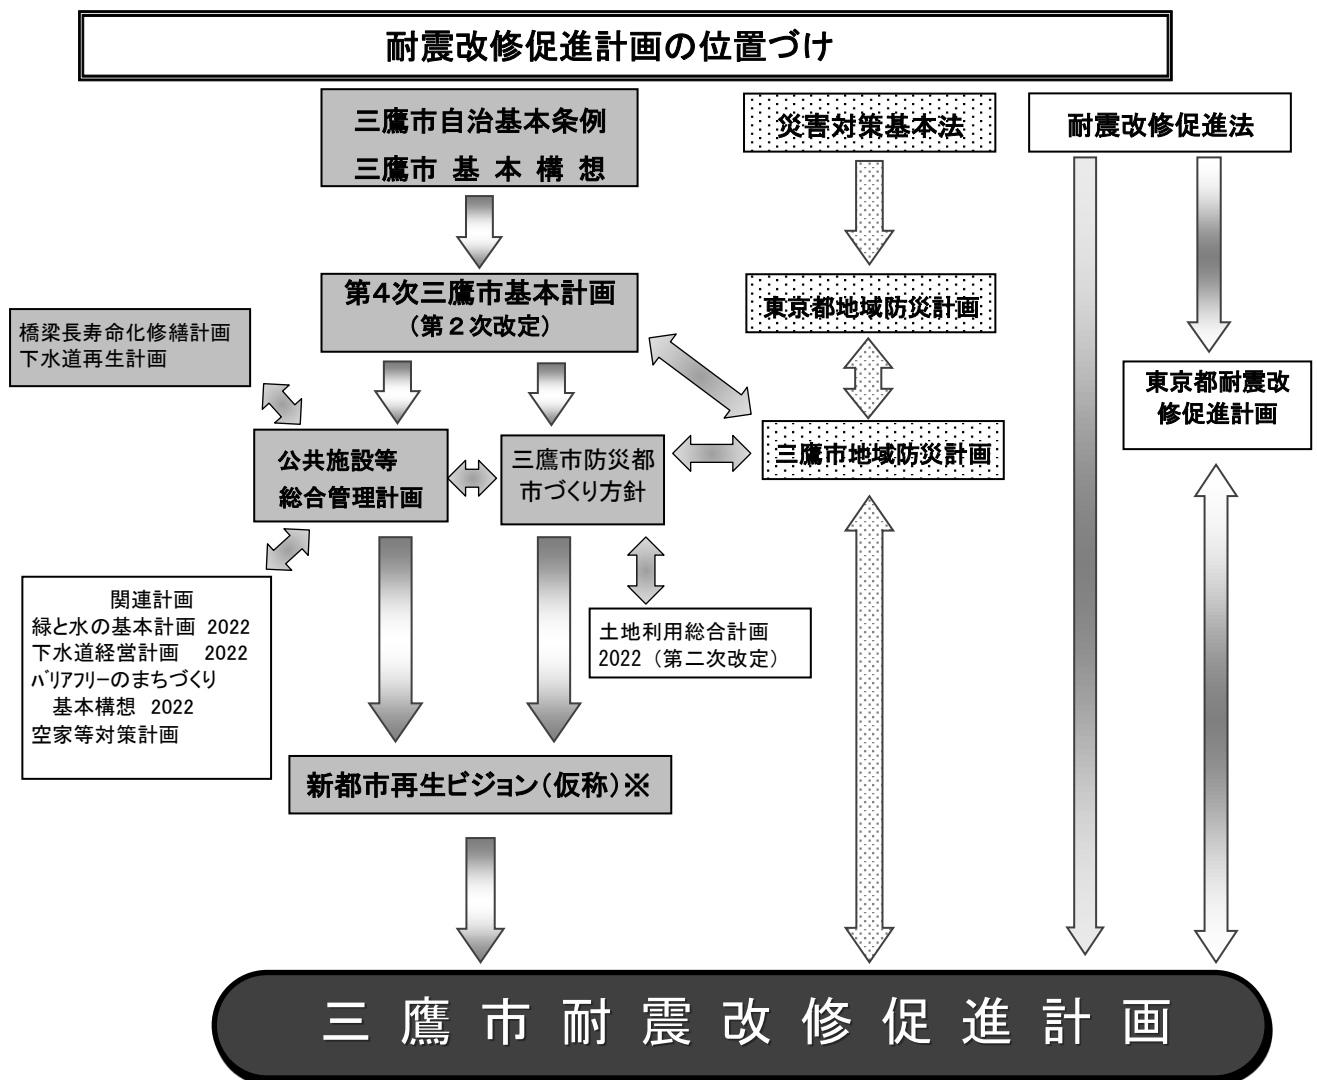 耐震改修促進計画の位置づけ
三鷹市自治基本条例
三鷹市 基 本 構 想
災害対策基本法
耐震改修促進法
第4次三鷹市基本計画
(第2次改定)
東京都地域防災計画
橋梁長寿命化修繕計画
下水道再生計画
東京都耐震改
修促進計画
公共施設等
総合管理計画
三鷹市防災都
市づくり方針
三鷹市地域防災計画
関連計画
緑と水の基本計画 2022
下水道経営計画 2022
バリアフリーのまちづくり
基本構想 2022
空家等対策計画
土地利用総合計画
2022(第二次改定)
新都市再生ビジョン(仮称)※
三鷹市耐震改修促進計画